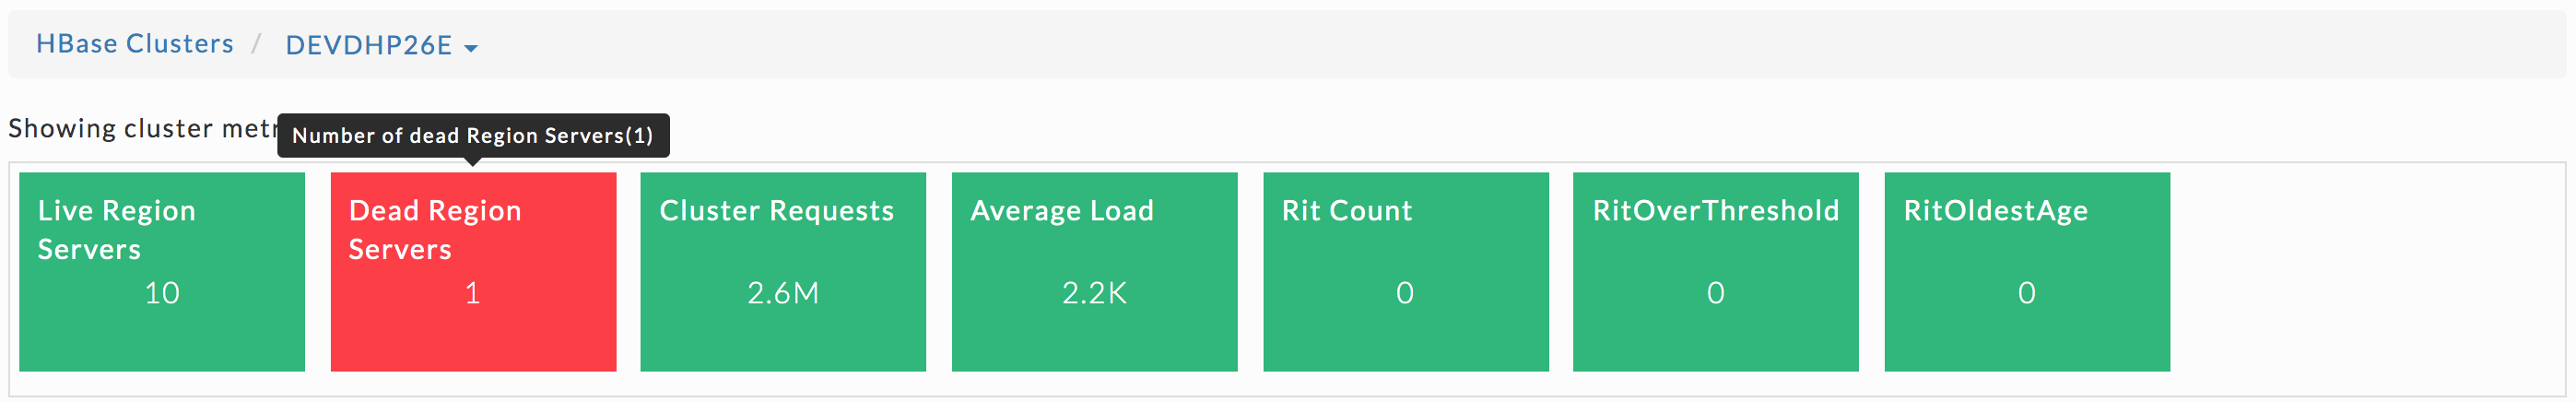 HBase Clusters / DEVDHP26E
Showing cluster
Number of dead Region Servers(1)
Live Region
Servers
10
Dead Region
Servers
1
Cluster Requests
2.6M
Average Load
2.2K
Rit Count
0
RitOverThreshold
0
RitOldestAge
0